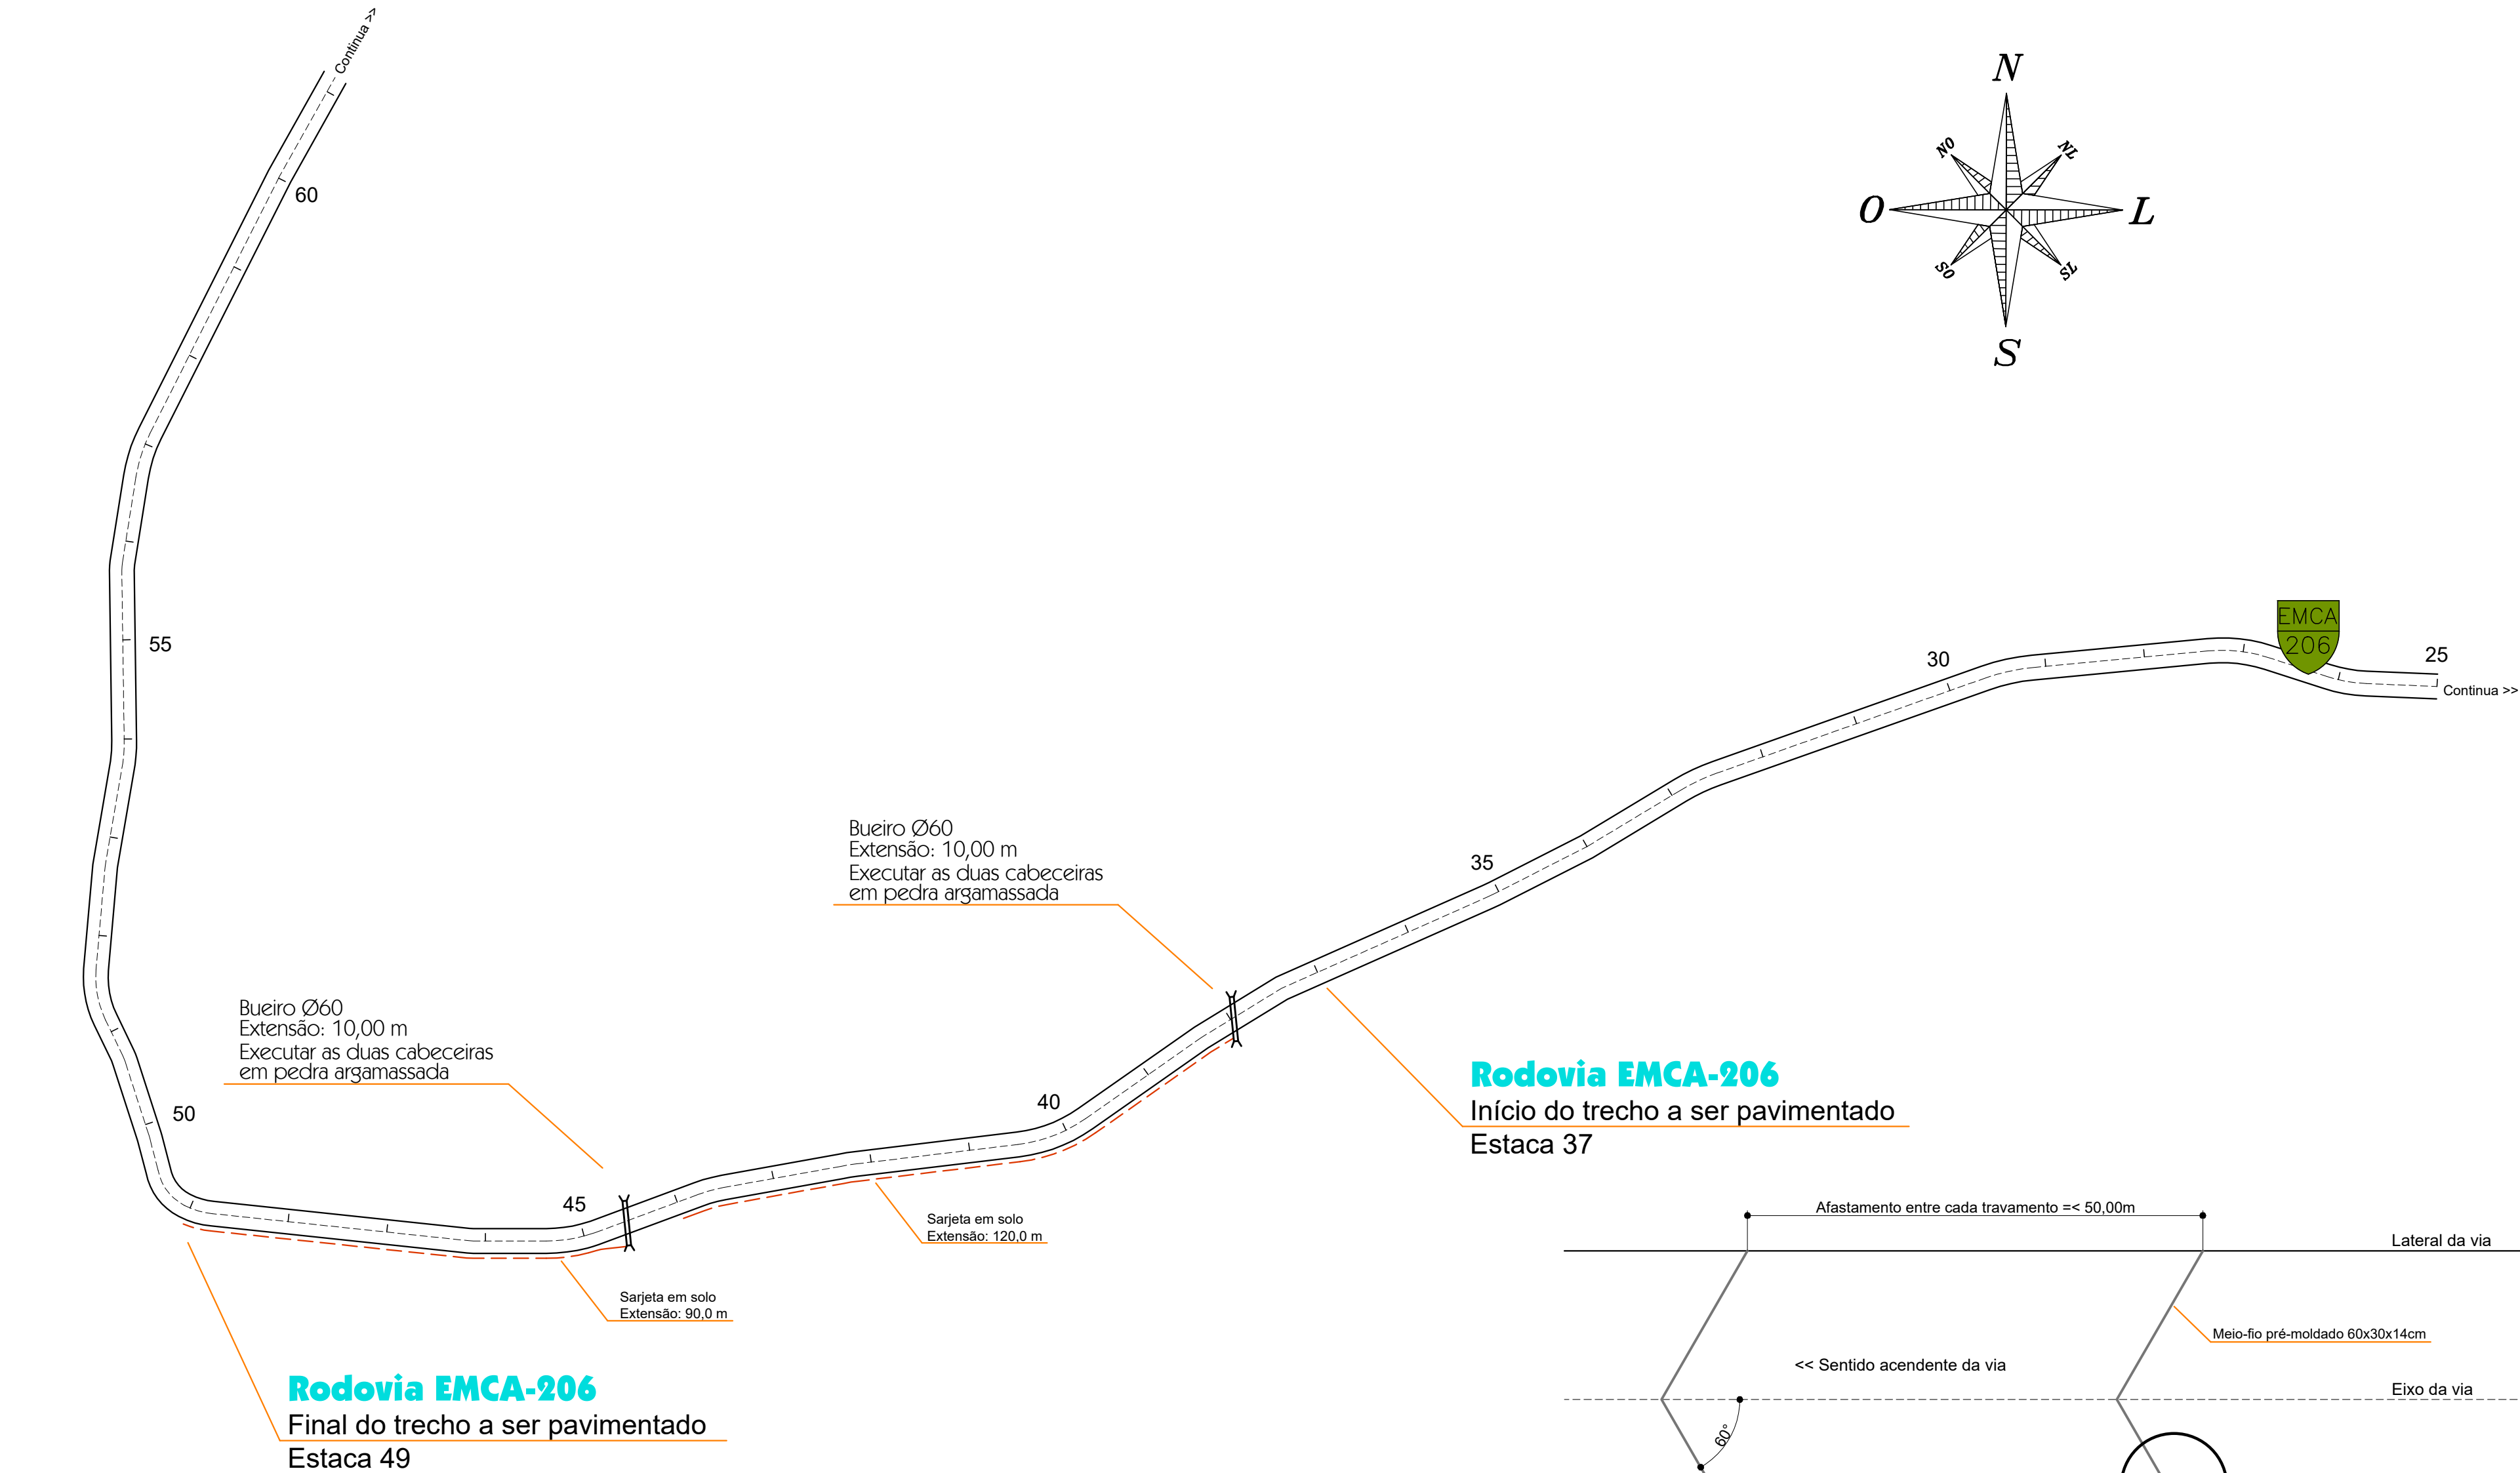 Continua >>
N
NO
NL
O
L
SO
SL
S
60
55
EMCA
206
30
25
Continua >>
Bueiro Ø60
Extensão: 10,00 m
Executar as duas cabeceiras
em pedra argamassada
35
Bueiro Ø60
Extensão: 10,00 m
Executar as duas cabeceiras
em pedra argamassada
50
45
40
Rodovia EMCA-206
Início do trecho a ser pavimentado
Estaca 37
Sarjeta em solo
Extensão: 120,0 m
Sarjeta em solo
Extensão: 90,0 m
Rodovia EMCA-206
Final do trecho a ser pavimentado
Estaca 49
Afastamento entre cada travamento =< 50,00m
Lateral da via
Meio-fio pré-moldado 60x30x14cm
<< Sentido acendente da via
Eixo da via
60°